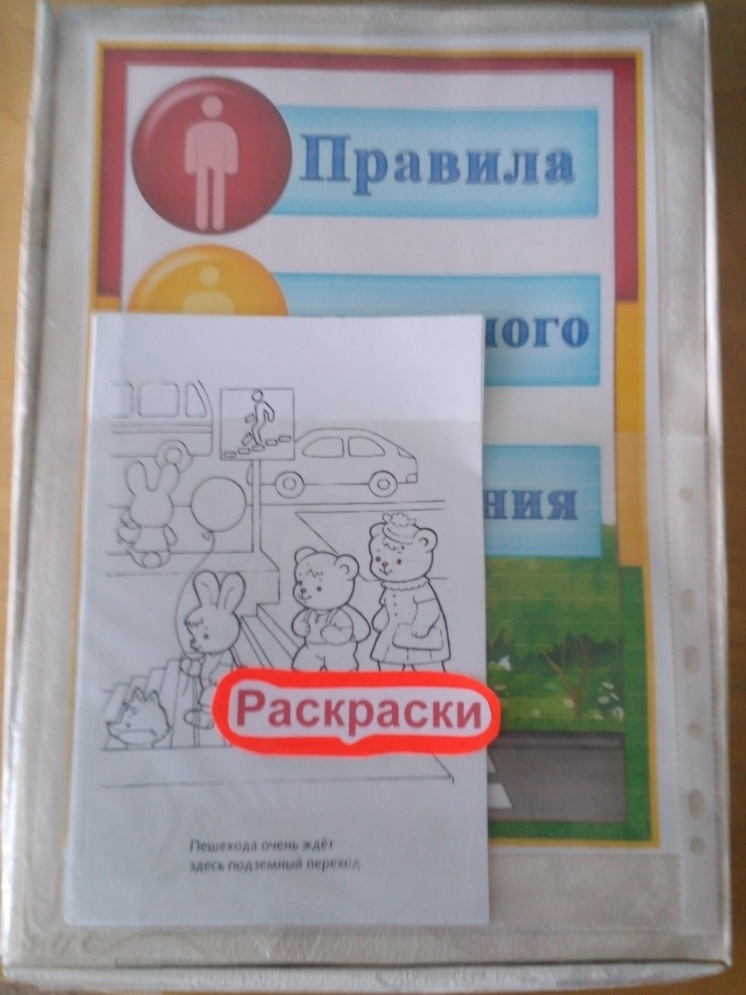 Правила
ного
ния
Раскраски
Пешехода очень ждёт
здесь подземный переход.